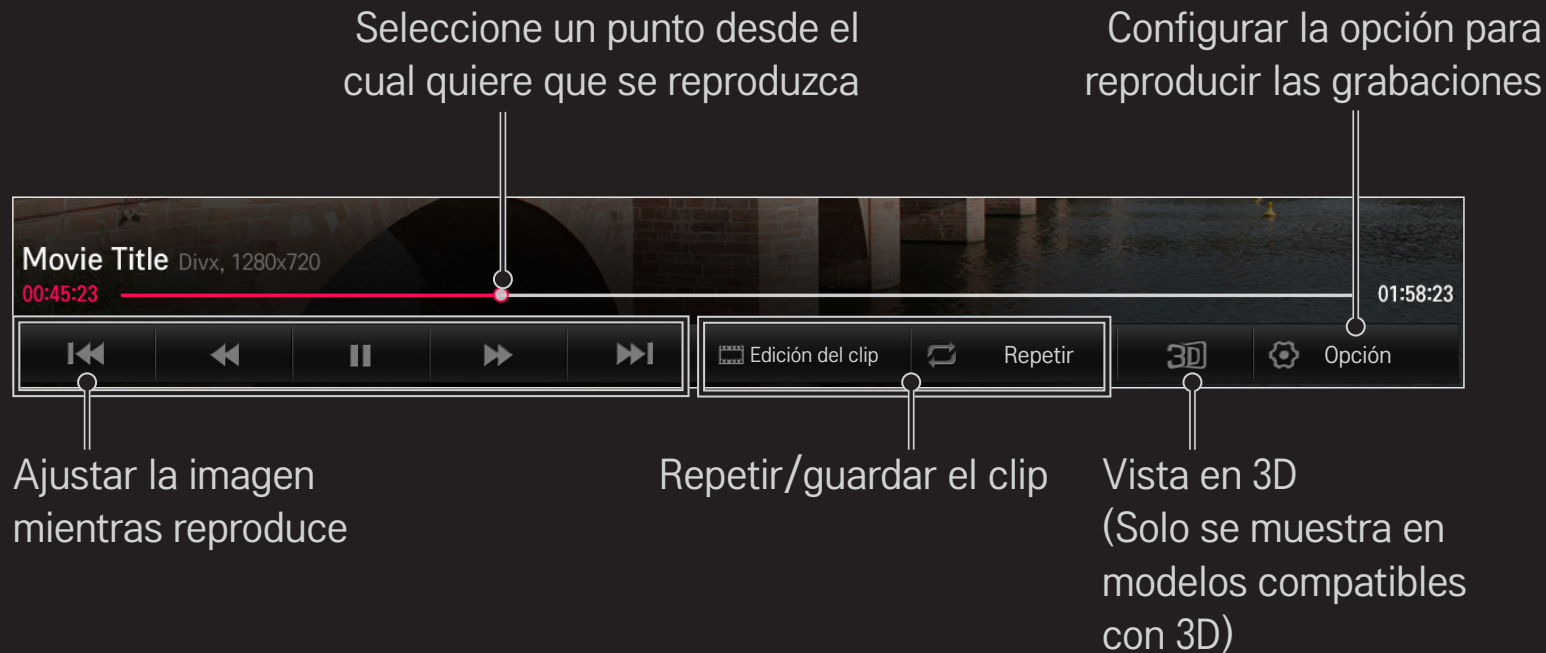 Seleccione un punto desde el
cual quiere que se reproduzca
Configurar la opción para
reproducir las grabaciones
Movie Title Divx, 1280x720
00:45:23
01:58:23
Edición del clip
Repetir
3D
Opción
Ajustar la imagen
mientras reproduce
Repetir/guardar el clip
Vista en 3D
(Solo se muestra en
modelos compatibles
con 3D)